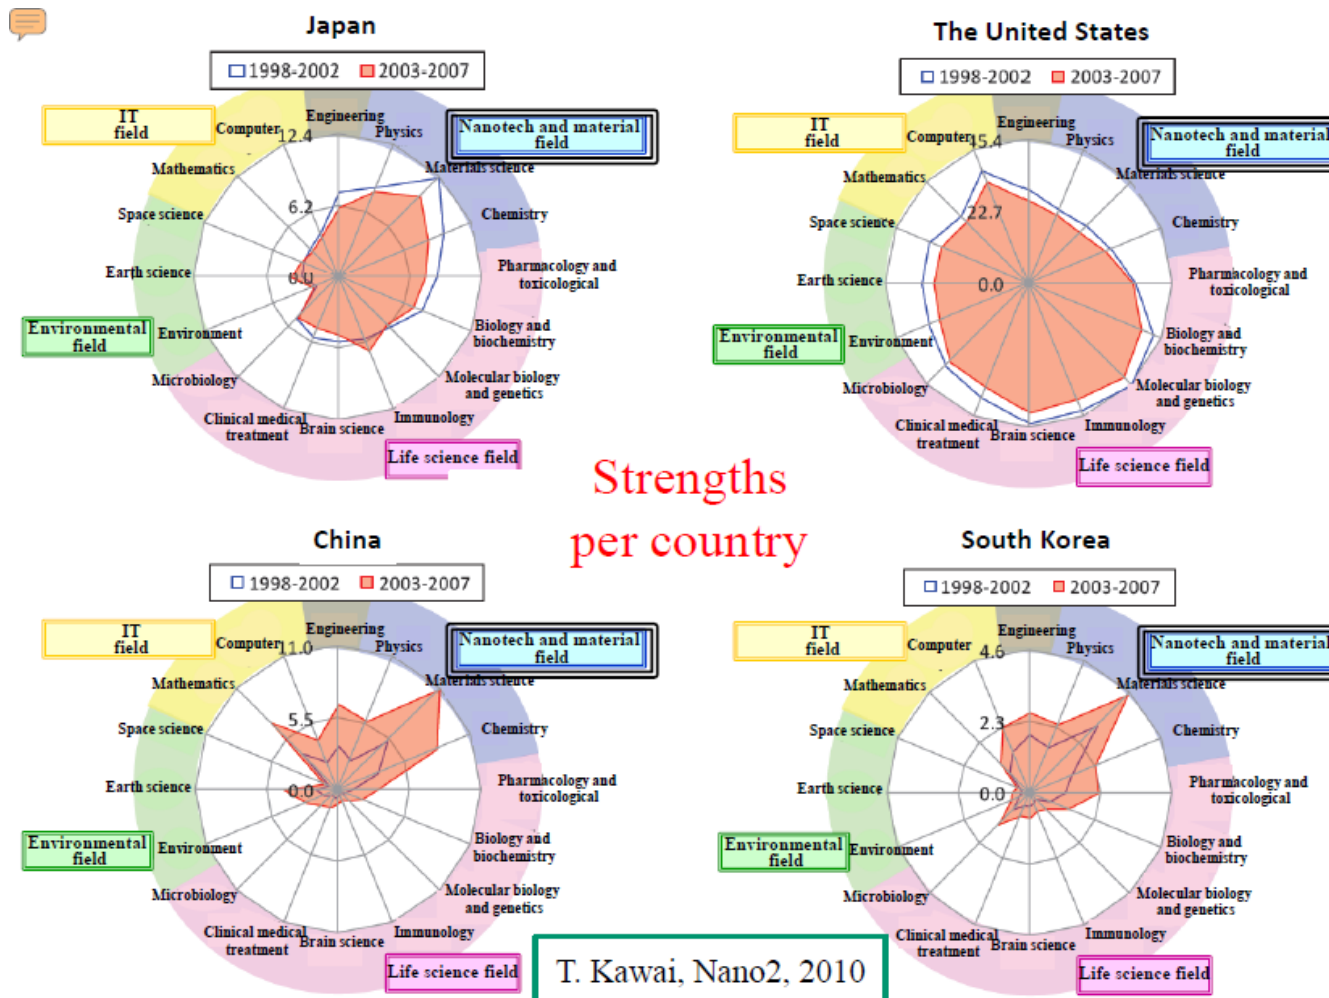 Japan
1998-2002 2003-2007
IT
field
Computer
Engineering
Physics
Nanotech and material
field
12.4
Mathematics
Materials science
6.2
Space science
Chemistry
Earth science
0.0
Pharmacology and
toxicological
Environmental
field
Environment
Biology and
biochemistry
Microbiology
Molecular biology
and genetics
Clinical medical
treatment
Brain science
Immunology
Life science field
The United States
1998-2002 2003-2007
IT
field
Computer
Engineering
Physics
Nanotech and material
field
45.4
Mathematics
Materials science
22.7
Space science
Chemistry
Earth science
0.0
Pharmacology and
toxicological
Environmental
field
Environment
Biology and
biochemistry
Microbiology
Molecular biology
and genetics
Clinical medical
treatment
Brain science
Immunology
Life science field
Strengths
per country
China
1998-2002 2003-2007
IT
field
Computer
Engineering
Physics
Nanotech and material
field
11.0
Mathematics
Materials science
5.5
Space science
Chemistry
Earth science
0.0
Pharmacology and
toxicological
Environmental
field
Environment
Biology and
biochemistry
Microbiology
Molecular biology
and genetics
Clinical medical
treatment
Brain science
Immunology
Life science field
South Korea
1998-2002 2003-2007
IT
field
Computer
Engineering
Physics
Nanotech and material
field
4.6
Mathematics
Materials science
2.3
Space science
Chemistry
Earth science
0.0
Pharmacology and
toxicological
Environmental
field
Environment
Biology and
biochemistry
Microbiology
Molecular biology
and genetics
Clinical medical
treatment
Brain science
Immunology
Life science field
T. Kawai, Nano2, 2010